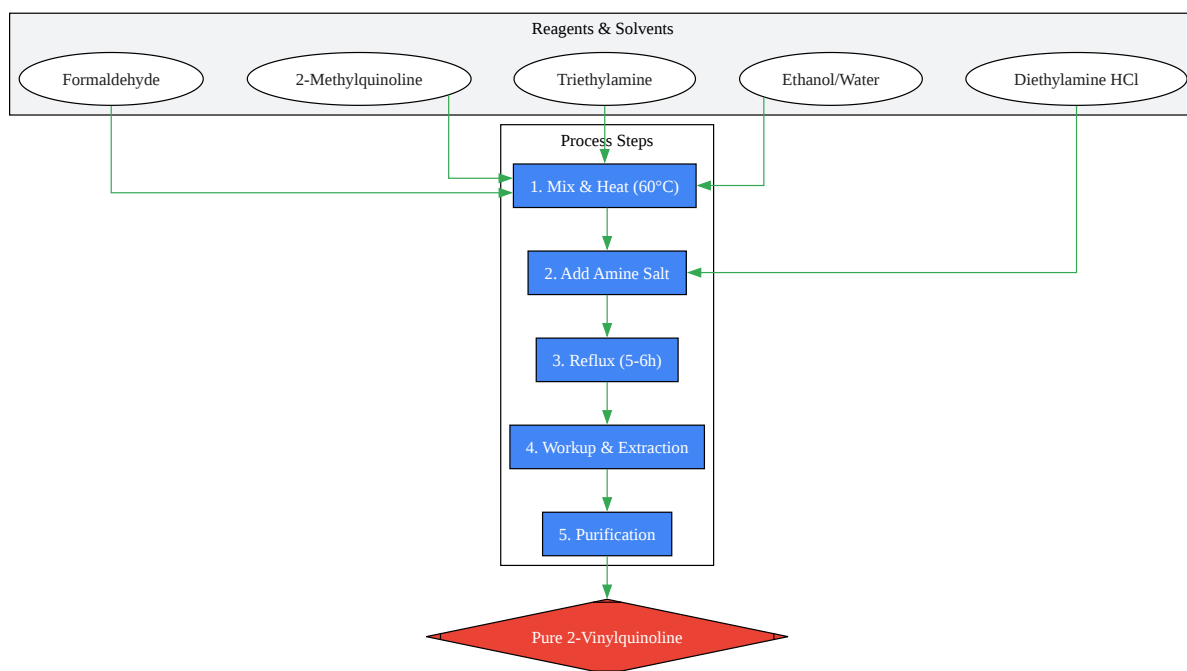 Reagents & Solvents
Formaldehyde
2-Methylquinoline
Triethylamine
Ethanol/Water
Diethylamine HCl
Process Steps
1. Mix & Heat (60°C)
2. Add Amine Salt
3. Reflux (5-6h)
4. Workup & Extraction
5. Purification
Pure 2-Vinylquinoline